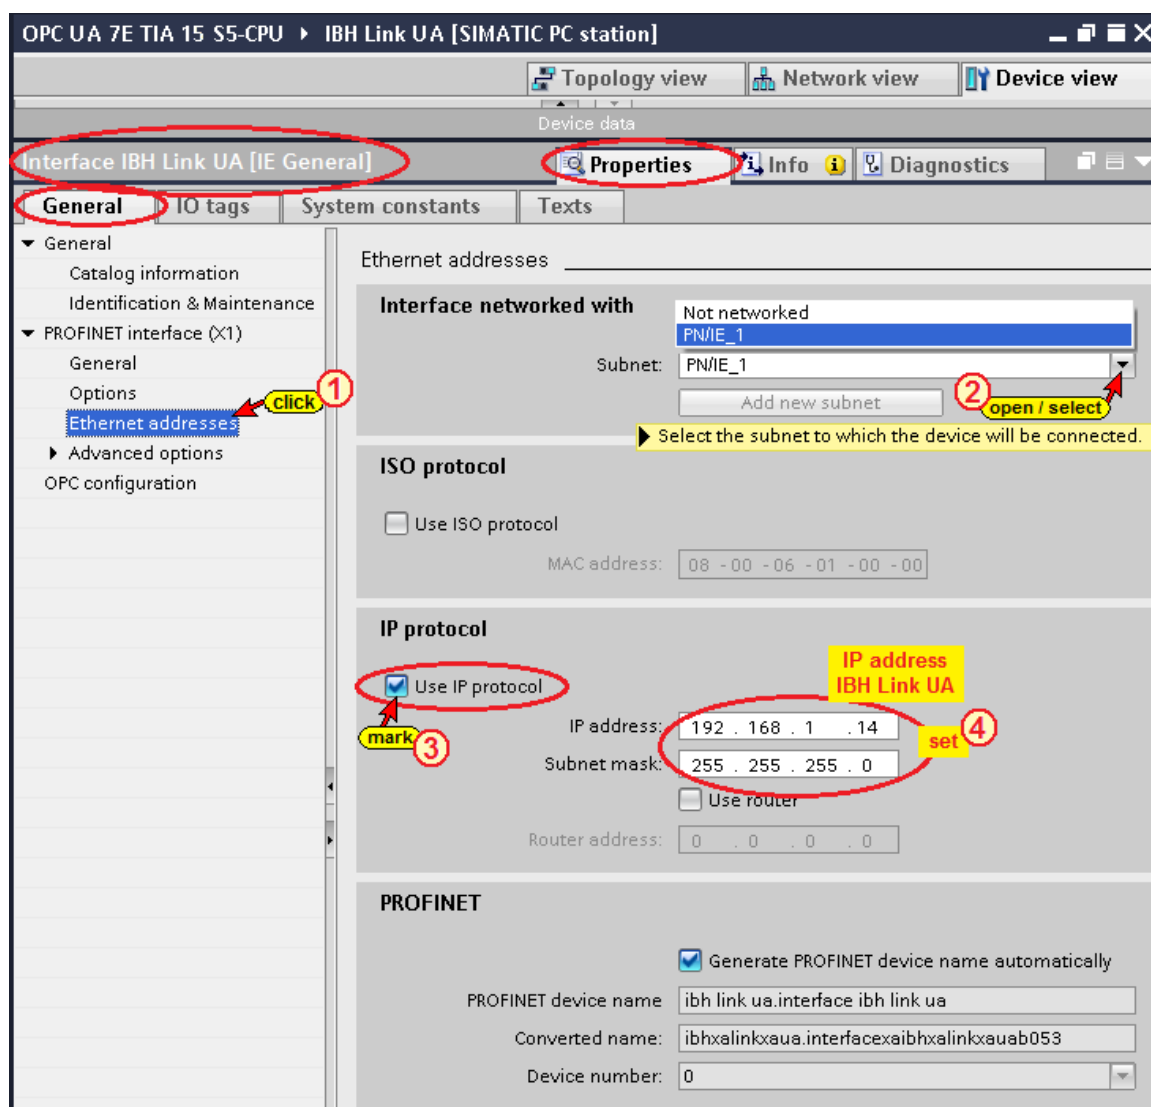 OPC UA 7E TIA 15 S5-CPU ▸ IBH Link UA [SIMATIC PC station]
Topology view Network view Device view
Device data
Interface IBH Link UA [IE General] Properties Info Diagnostics
General IO tags System constants Texts
General
Catalog information
Identification & Maintenance
PROFINET interface (X1)
General
Options
Ethernet addresses
Advanced options
OPC configuration
click 1
Ethernet addresses
Interface networked with
Not networked
PN/IE_1
Subnet: PN/IE_1
Add new subnet
2 open / select
Select the subnet to which the device will be connected.
ISO protocol
Use ISO protocol
MAC address: 08 - 00 - 06 - 01 - 00 - 00
IP protocol
IP address
IBH Link UA
Use IP protocol
mark 3
IP address: 192 . 168 . 1 . 14
set 4
Subnet mask: 255 . 255 . 255 . 0
Use router
Router address: 0 . 0 . 0 . 0
PROFINET
Generate PROFINET device name automatically
PROFINET device name ibh link ua.interface ibh link ua
Converted name: ibhxalinkxaua.interfacexaibhxalinkxauab053
Device number: 0